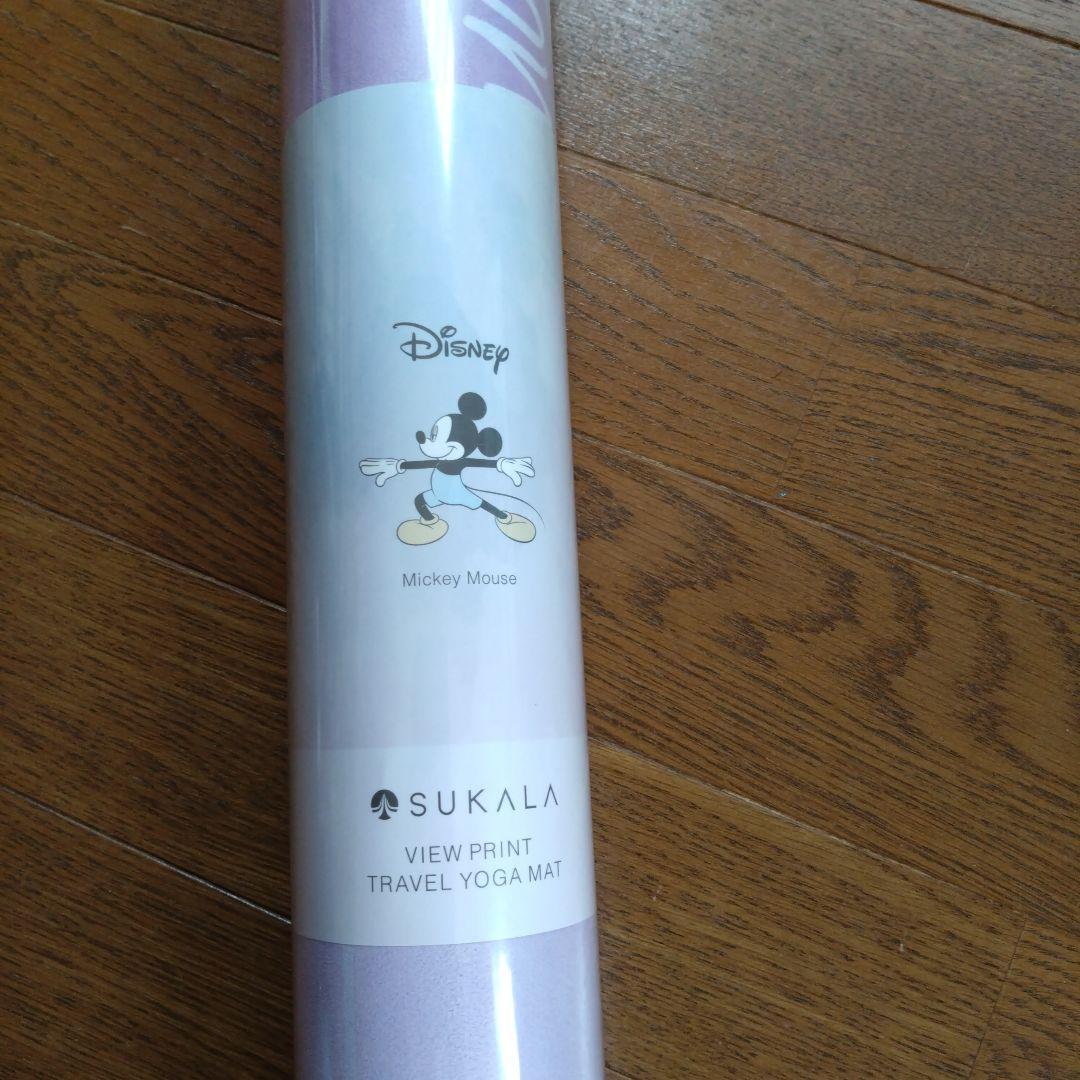 Disney
Mickey Mouse
SUKALA
VIEW PRINT
TRAVEL YOGA MAT